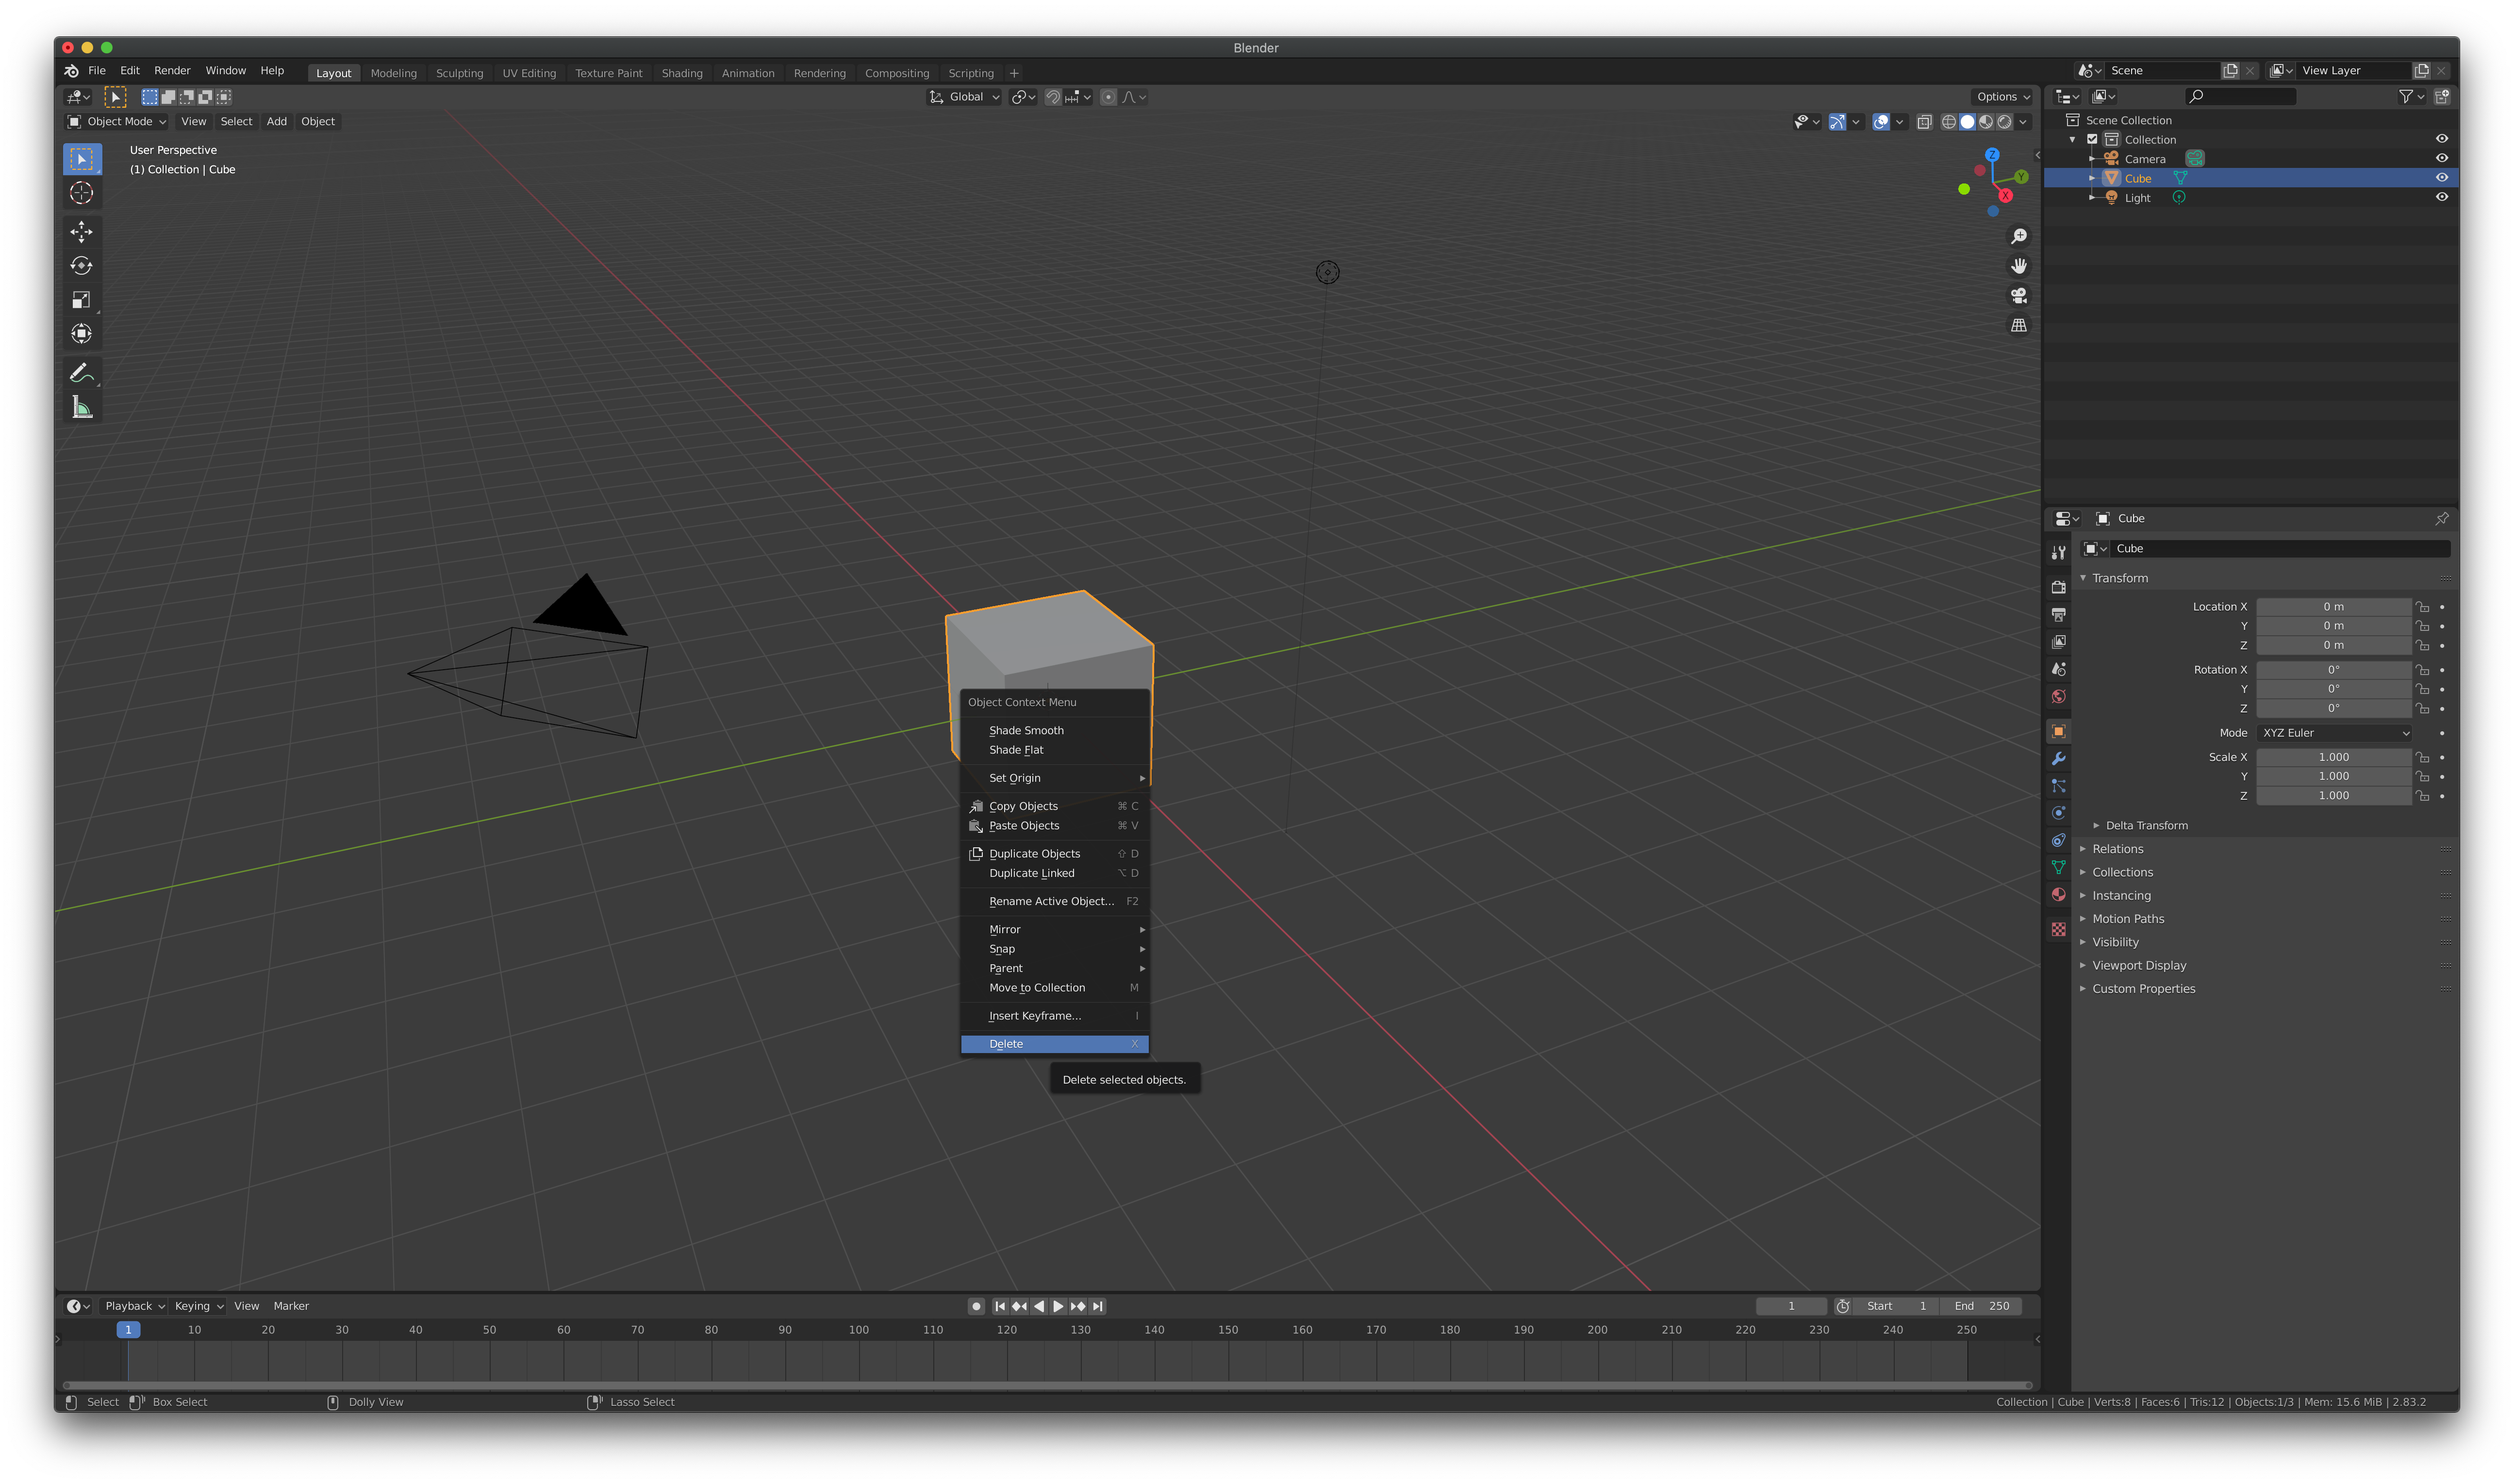 Blender
File Edit Render Window Help Layout Modeling Sculpting UV Editing Texture Paint Shading Animation Rendering Compositing Scripting + Scene View Layer
Global Options
Object Mode View Select Add Object
User Perspective
(1) Collection | Cube
Z
Y
X
Scene Collection
Collection
Camera
Cube
Light
Cube
Cube
Transform
Location X 0 m
Y 0 m
Z 0 m
Rotation X 0°
Y 0°
Z 0°
Mode XYZ Euler
Scale X 1.000
Y 1.000
Z 1.000
Delta Transform
Relations
Collections
Instancing
Motion Paths
Visibility
Viewport Display
Custom Properties
Object Context Menu
Shade Smooth
Shade Flat
Set Origin
Copy Objects ⌘ C
Paste Objects ⌘ V
Duplicate Objects ⇧ D
Duplicate Linked ⌥ D
Rename Active Object... F2
Mirror
Snap
Parent
Move to Collection M
Insert Keyframe... I
Delete X
Delete selected objects.
Playback Keying View Marker 1 Start 1 End 250
1 10 20 30 40 50 60 70 80 90 100 110 120 130 140 150 160 170 180 190 200 210 220 230 240 250
Select Box Select Dolly View Lasso Select Collection | Cube | Verts:8 | Faces:6 | Tris:12 | Objects:1/3 | Mem: 15.6 MiB | 2.83.2